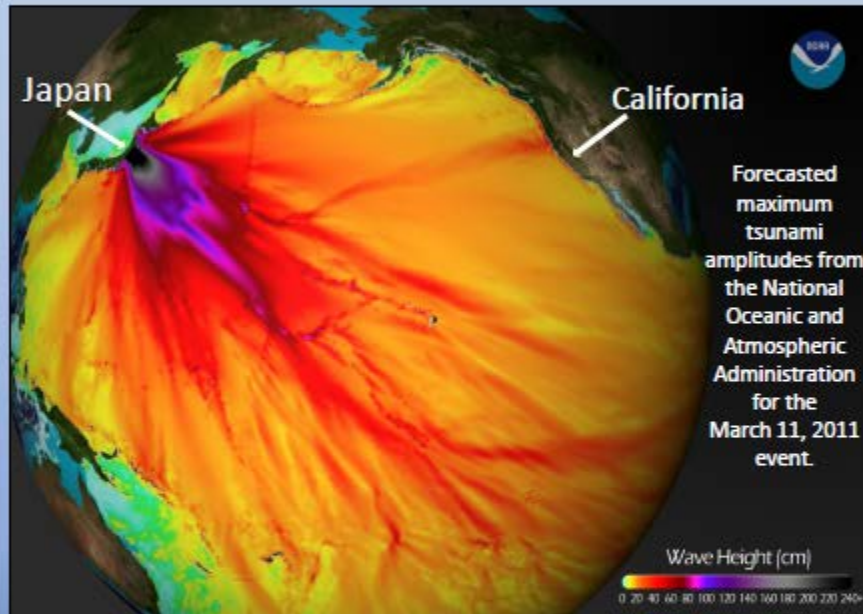 Japan
California
NOAA
Forecasted
maximum
tsunami
amplitudes from
the National
Oceanic and
Atmospheric
Administration
for the
March 11, 2011
event.
Wave Height (cm)
0 20 40 60 80 100 120 140 160 180 200 220 240+